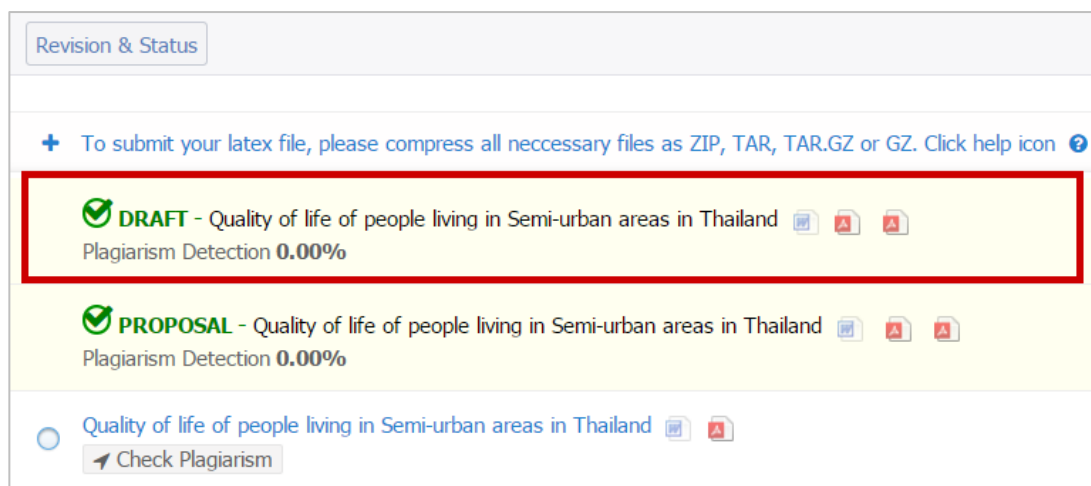 Revision & Status
To submit your latex file, please compress all neccessary files as ZIP, TAR, TAR.GZ or GZ. Click help icon
DRAFT - Quality of life of people living in Semi-urban areas in Thailand
Plagiarism Detection 0.00%
PROPOSAL - Quality of life of people living in Semi-urban areas in Thailand
Plagiarism Detection 0.00%
Quality of life of people living in Semi-urban areas in Thailand
Check Plagiarism